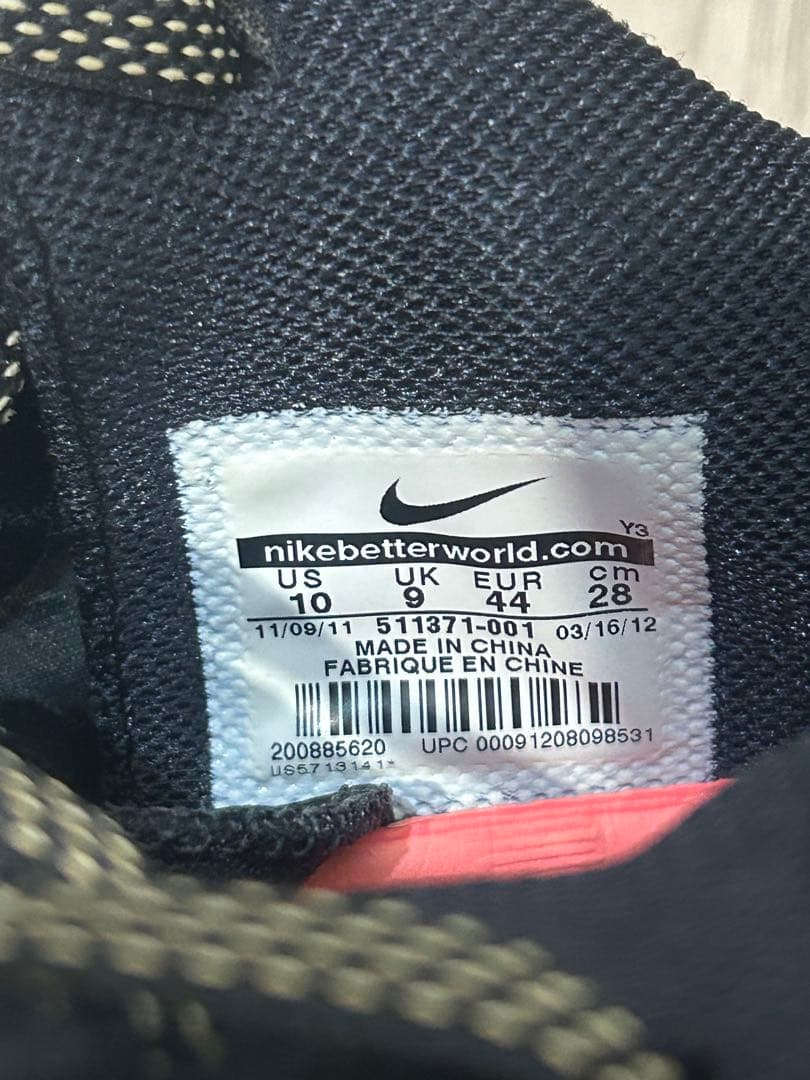 Y3
nikebetterworld.com
US UK EUR cm
10 9 44 28
11/09/11 511371-001 03/16/12
MADE IN CHINA
FABRIQUE EN CHINE
200885620 UPC 00091208098531
US5713141*